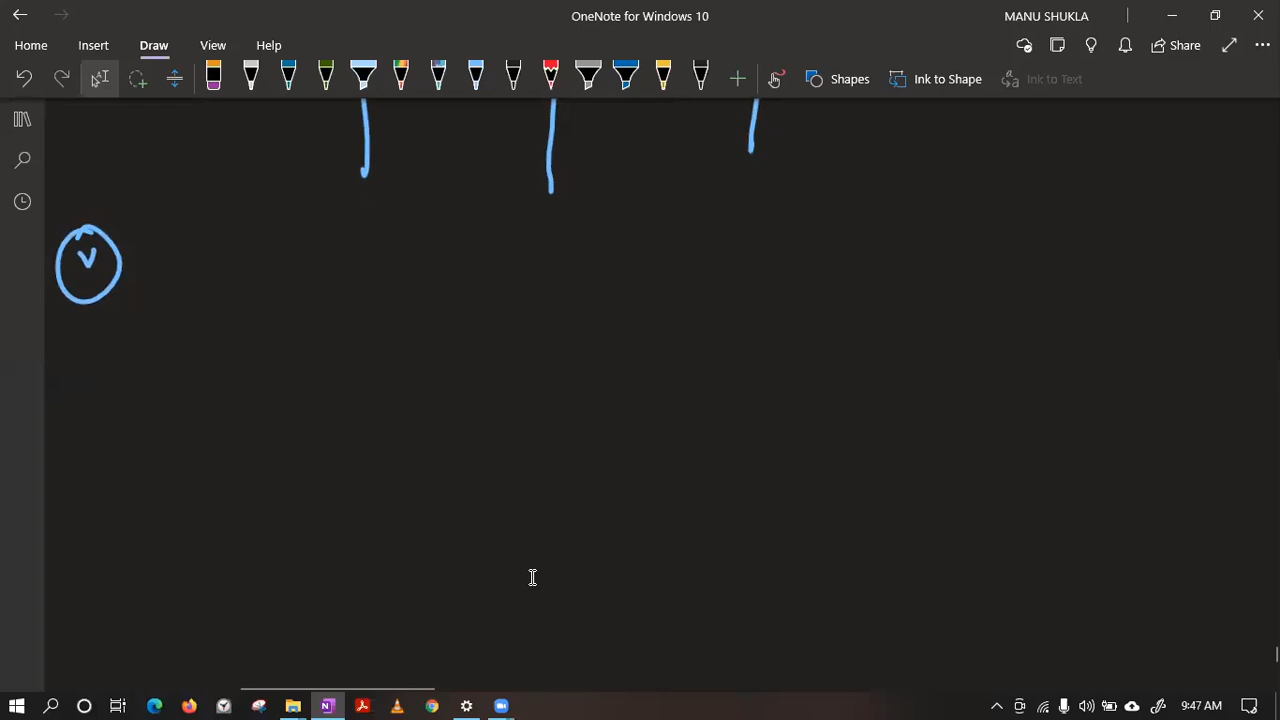 OneNote for Windows 10
MANU SHUKLA
Home Insert Draw View Help
Share
Shapes
Ink to Shape
Ink to Text
v
9:47 AM